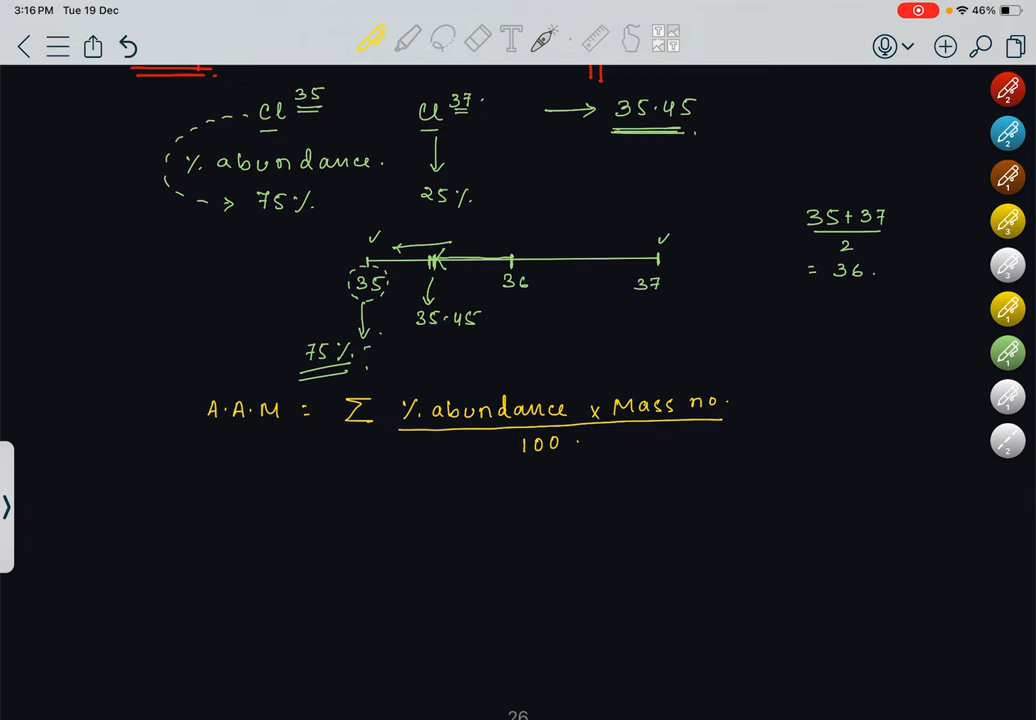 3:16 PM Tue 19 Dec
46%
Cl 35 Cl 37 → 35.45
% abundance.
→ 75% 25%
35+37
2
= 36.
35 36 37
35.45
75%
A.A.M = Σ % abundance x Mass no.
100
26